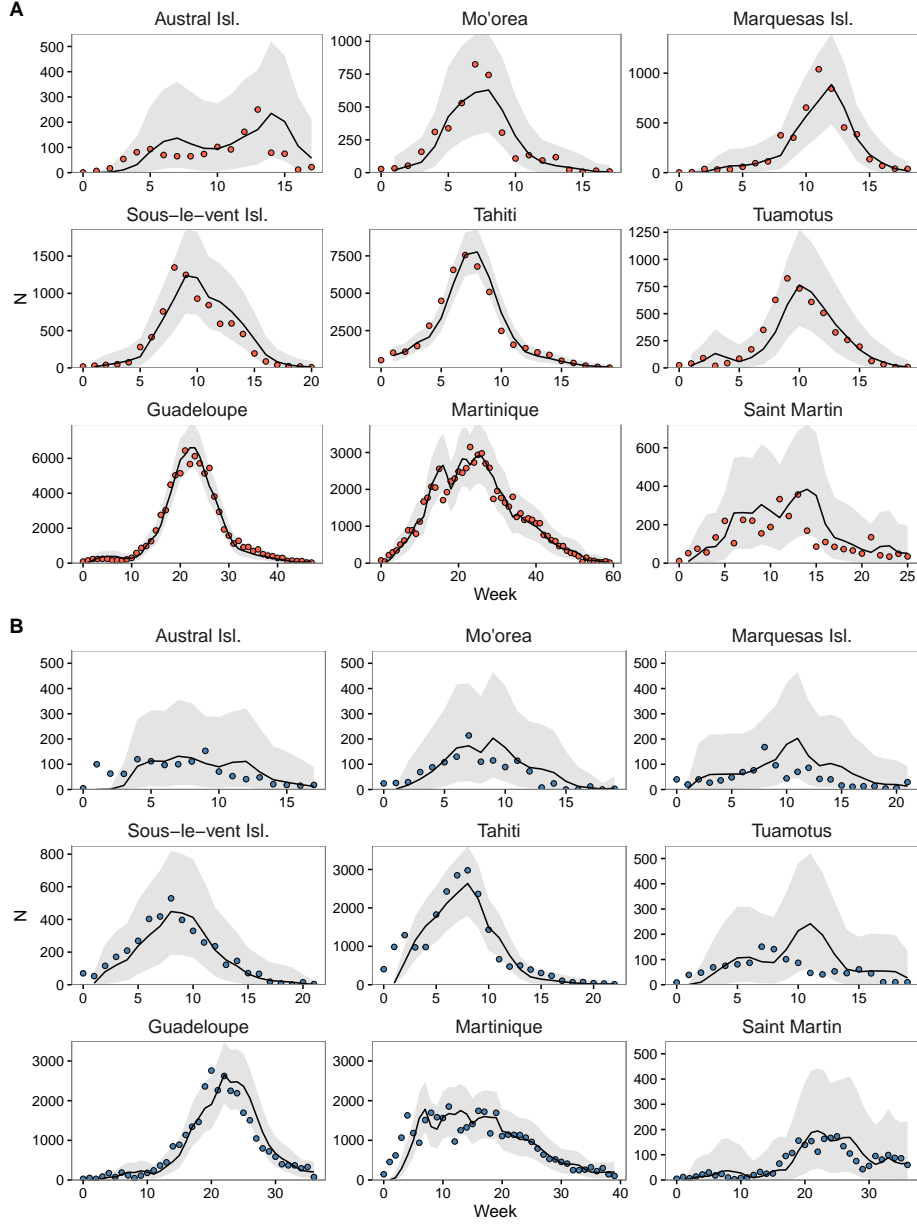 A
Austral Isl. Mo'orea Marquesas Isl.
500
400
300
200
100
0
0 5 10 15
1000
750
500
250
0
0 5 10 15
1000
500
0
0 5 10 15
Sous−le−vent Isl. Tahiti Tuamotus
N
1500
1000
500
0
0 5 10 15 20
7500
5000
2500
0 5 10 15
1250
1000
750
500
250
0
0 5 10 15
Guadeloupe Martinique Saint Martin
6000
4000
2000
0
0 10 20 30 40
3000
2000
1000
0
0 20 40 60
600
400
200
0
0 5 10 15 20 25
Week
B
Austral Isl. Mo'orea Marquesas Isl.
500
400
300
200
100
0
0 5 10 15
500
400
300
200
100
0
0 5 10 15
500
400
300
200
100
0
0 5 10 15 20
Sous−le−vent Isl. Tahiti Tuamotus
N
800
600
400
200
0
0 5 10 15 20
3000
2000
1000
0
0 5 10 15 20
500
400
300
200
100
0
0 5 10 15
Guadeloupe Martinique Saint Martin
3000
2000
1000
0
0 10 20 30
3000
2000
1000
0
0 10 20 30 40
500
400
300
200
100
0
0 10 20 30
Week